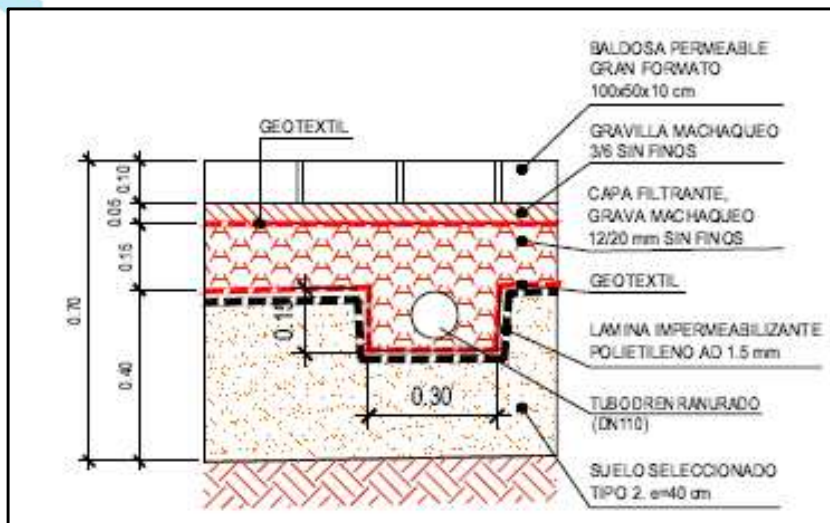 BALDOSA PERMEABLE
GRAN FORMATO
100x50x10 cm
GEOTEXTIL
GRAVILLA MACHAQUEO
3/6 SIN FINOS
CAPA FILTRANTE,
GRAVA MACHAQUEO
12/20 mm SIN FINOS
GEOTEXTIL
LAMINA IMPERMEABILIZANTE
POLIETILENO AD 1.5 mm
TUBO DREN RANURADO
(DN110)
SUELO SELECCIONADO
TIPO 2. e=40 cm
0.70
0.10
0.05
0.15
0.40
0.15
0.30